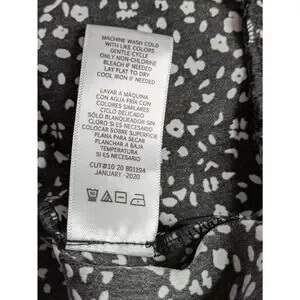 MACHINE WASH COLD
WITH LIKE COLORS
GENTLE CYCLE
ONLY NON-CHLORINE
BLEACH IF NEEDED
LAY FLAT TO DRY
COOL IRON IF NEEDED
LAVAR A MÁQUINA
CON AGUA FRÍA CON
COLORES SIMILARES
CICLO DELICADO
SÓLO BLANQUEADOR SIN
CLORO SI ES NECESARIO
COLOCAR SOBRE SUPERFICIE
PLANA PARA SECAR
PLANCHAR A BAJA
TEMPERATURA
SI ES NECESARIO
CUT#10 20 801194
JANUARY -2020